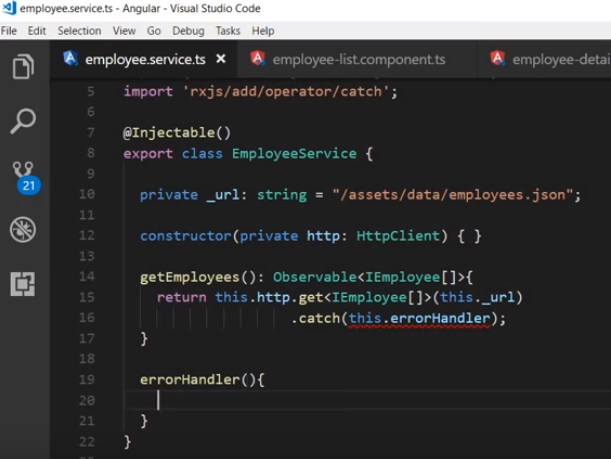 employee.service.ts - Angular - Visual Studio Code
File Edit Selection View Go Debug Tasks Help
employee.service.ts × employee-list.component.ts employee-detai
5 import 'rxjs/add/operator/catch';
6
7 @Injectable()
8 export class EmployeeService {
9
10 private _url: string = "/assets/data/employees.json";
11
12 constructor(private http: HttpClient) { }
13
14 getEmployees(): Observable<IEmployee[]>{
15 return this.http.get<IEmployee[]>(this._url)
16 .catch(this.errorHandler);
17 }
18
19 errorHandler(){
20
21 }
22 }
21